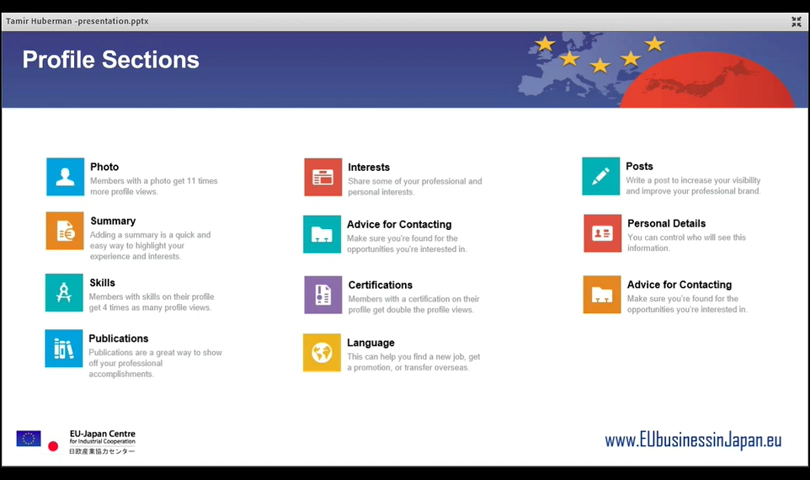 Tamir Huberman -presentation.pptx
Profile Sections
Photo
Members with a photo get 11 times
more profile views.
Summary
Adding a summary is a quick and
easy way to highlight your
experience and interests.
Skills
Members with skills on their profile
get 4 times as many profile views.
Publications
Publications are a great way to show
off your professional
accomplishments.
Interests
Share some of your professional and
personal interests.
Advice for Contacting
Make sure you're found for the
opportunities you're interested in.
Certifications
Members with a certification on their
profile get double the profile views.
Language
This can help you find a new job, get
a promotion, or transfer overseas.
Posts
Write a post to increase your visibility
and improve your professional brand.
Personal Details
You can control who will see this
information.
Advice for Contacting
Make sure you're found for the
opportunities you're interested in.
EU-Japan Centre
for Industrial Cooperation
日欧産業協力センター
www.EUbusinessinJapan.eu